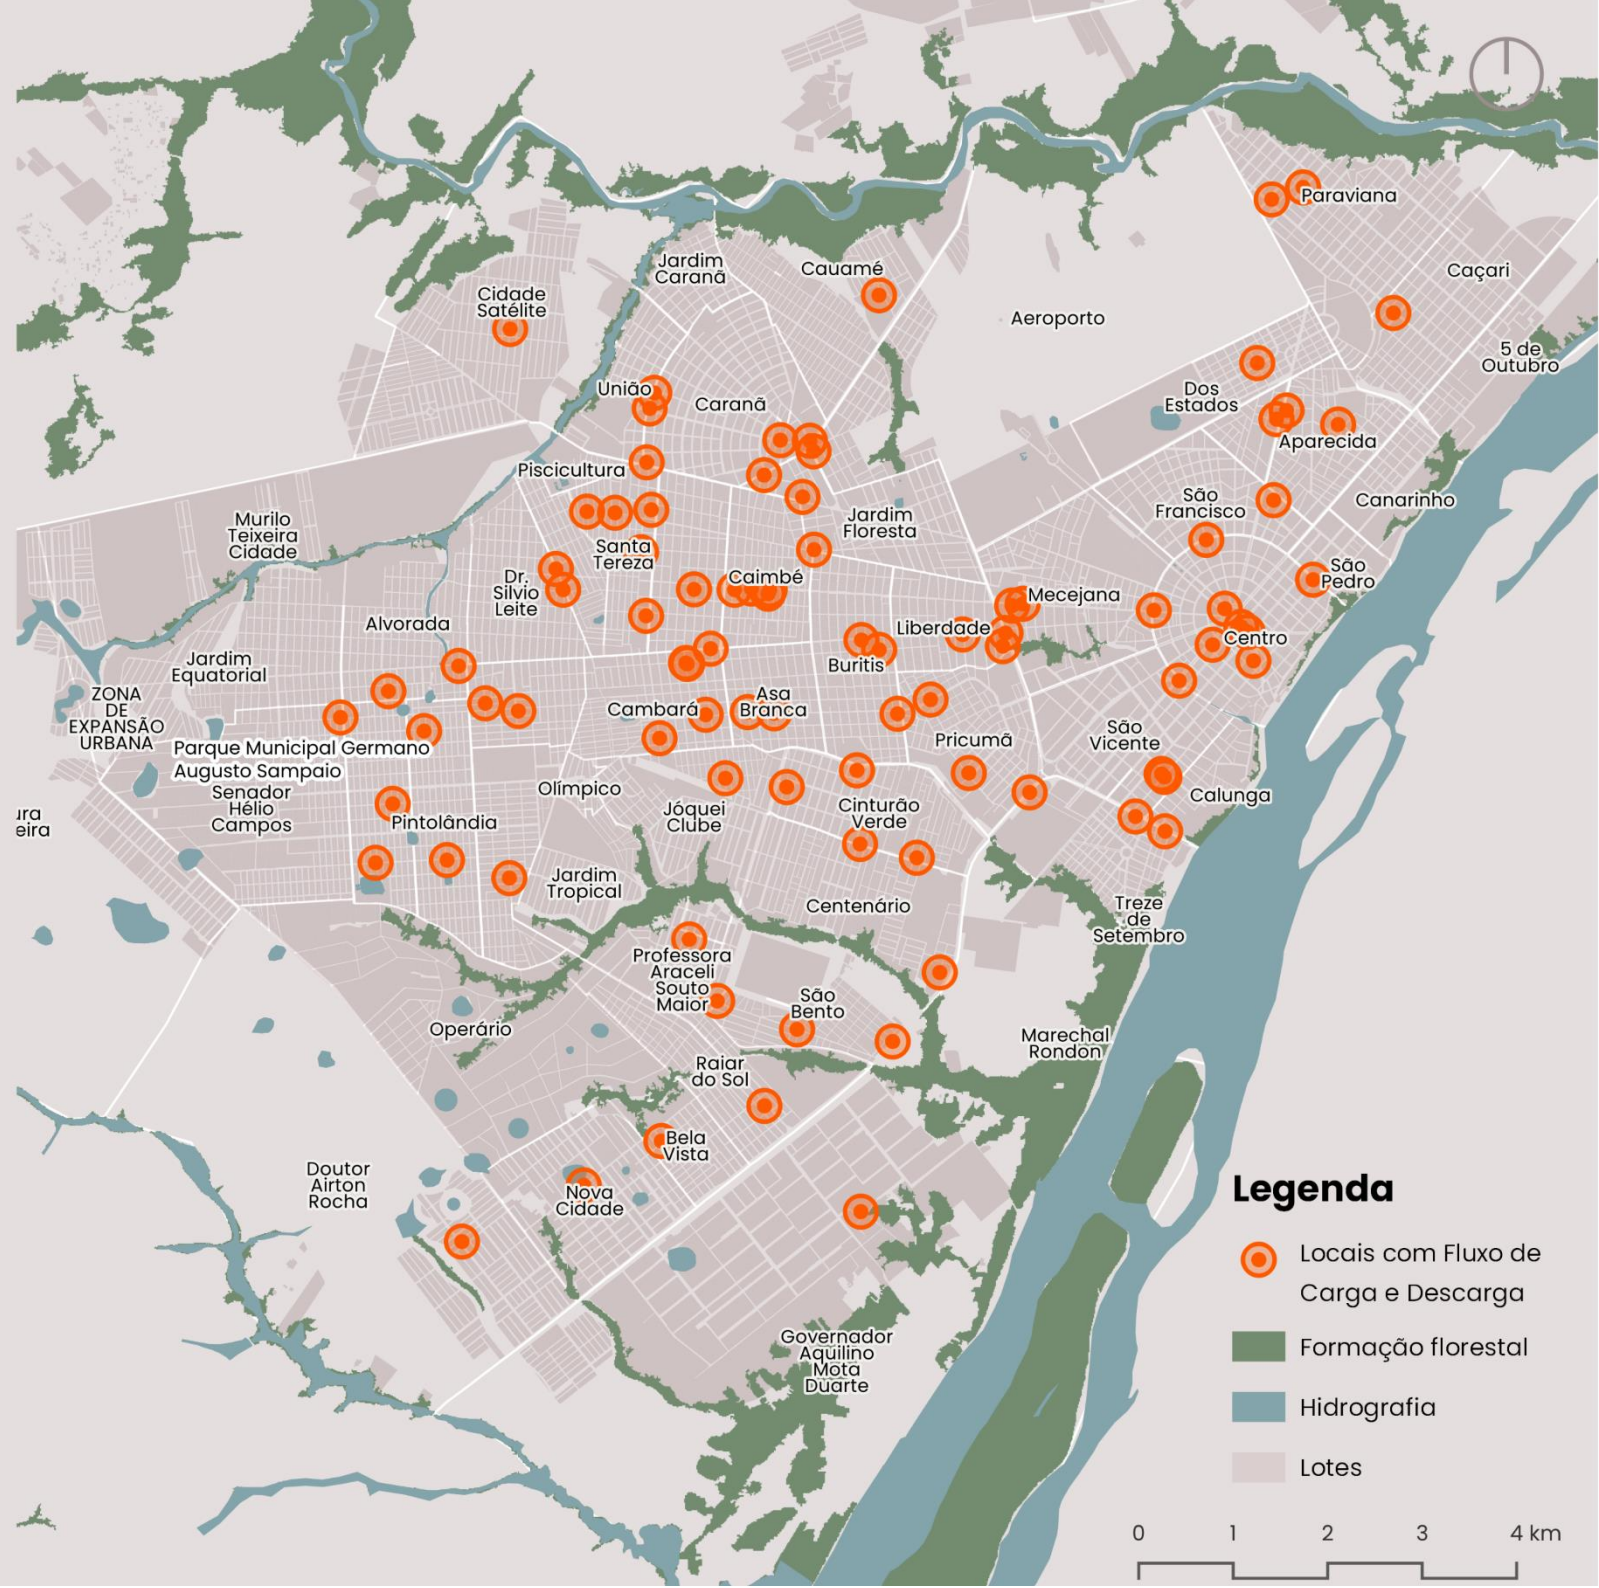 Paraviana
Jardim
Caranã
Cauamé
Caçari
Cidade
Satélite
Aeroporto
5 de
Outubro
União
Caranã
Dos
Estados
Aparecida
Piscicultura
Murilo
Teixeira
Cidade
Jardim
Floresta
São
Francisco
Canarinho
Santa
Tereza
Dr.
Silvio
Leite
Caimbé
Mecejana
São
Pedro
Alvorada
Liberdade
Centro
Jardim
Equatorial
Buritis
ZONA
DE
EXPANSÃO
URBANA
Cambará
Asa
Branca
Parque Municipal Germano
Augusto Sampaio
Pricumã
São
Vicente
Senador
Hélio
Campos
Olímpico
Jóquei
Clube
Cinturão
Verde
Calunga
ura
eira
Pintolândia
Jardim
Tropical
Centenário
Treze
de
Setembro
Professora
Araceli
Souto
Maior
São
Bento
Operário
Marechal
Rondon
Raiar
do Sol
Bela
Vista
Doutor
Airton
Rocha
Nova
Cidade
Governador
Aquilino
Mota
Duarte
Legenda
Locais com Fluxo de
Carga e Descarga
Formação florestal
Hidrografia
Lotes
0 1 2 3 4 km